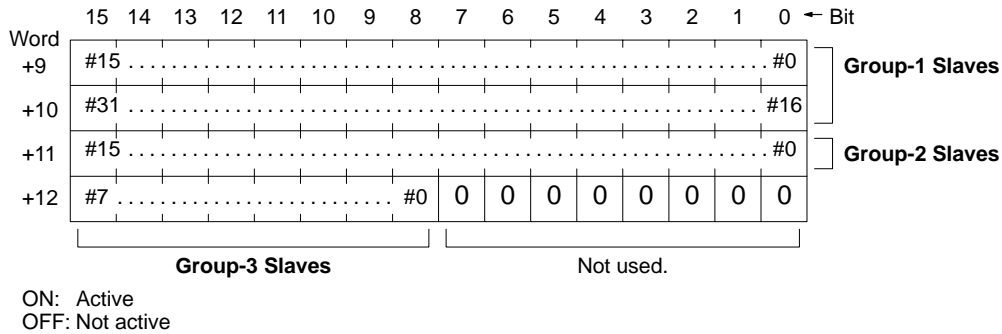 15 14 13 12 11 10 9 8 7 6 5 4 3 2 1 0 ← Bit
Word
+9 #15 . . . . . . . . . . . . . . . . . . . . . . . . #0 Group-1 Slaves
+10 #31 . . . . . . . . . . . . . . . . . . . . . . . . #16
+11 #15 . . . . . . . . . . . . . . . . . . . . . . . . #0 Group-2 Slaves
+12 #7 . . . . . . . . . . . . #0 0 0 0 0 0 0 0 0
Group-3 Slaves Not used.
ON: Active
OFF: Not active